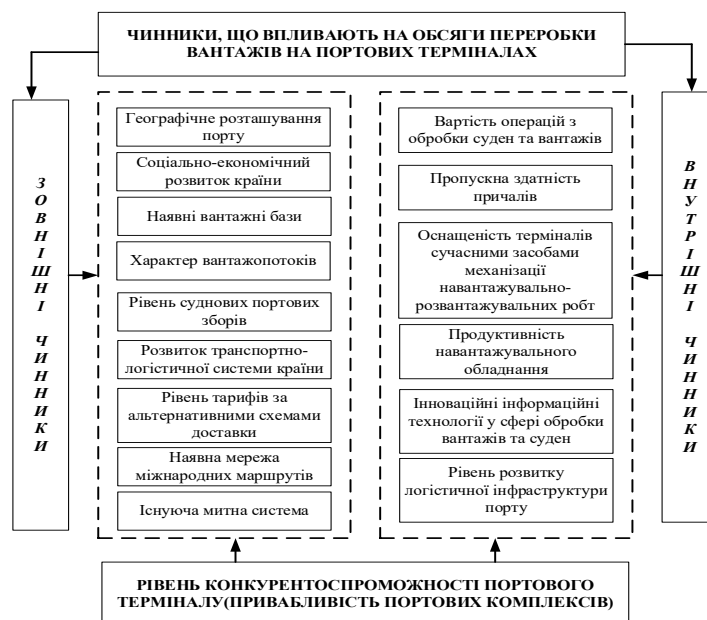 ЧИННИКИ, ЩО ВПЛИВАЮТЬ НА ОБСЯГИ ПЕРЕРОБКИ
ВАНТАЖІВ НА ПОРТОВИХ ТЕРМІНАЛАХ
ЗОВНІШНІ ЧИННИКИ
Географічне розташування
порту
Соціально-економічний
розвиток країни
Наявні вантажні бази
Характер вантажопотоків
Рівень суднових портових
зборів
Розвиток транспортно-
логістичної системи країни
Рівень тарифів за
альтернативними схемами
доставки
Наявна мережа
міжнародних маршрутів
Існуюча митна система
Вартість операцій з
обробки суден та вантажів
Пропускна здатність
причалів
Оснащеність терміналів
сучасними засобами
механізації
навантажувально-
розвантажувальних робт
Продуктивність
навантажувального
обладнання
Інноваційні інформаційні
технології у сфері обробки
вантажів та суден
Рівень розвитку
логістичної інфраструктури
порту
ВНУТРІШНІ ЧИННИКИ
РІВЕНЬ КОНКУРЕНТОСПРОМОЖНОСТІ ПОРТОВОГО
ТЕРМІНАЛУ(ПРИВАБЛИВІСТЬ ПОРТОВИХ КОМПЛЕКСІВ)